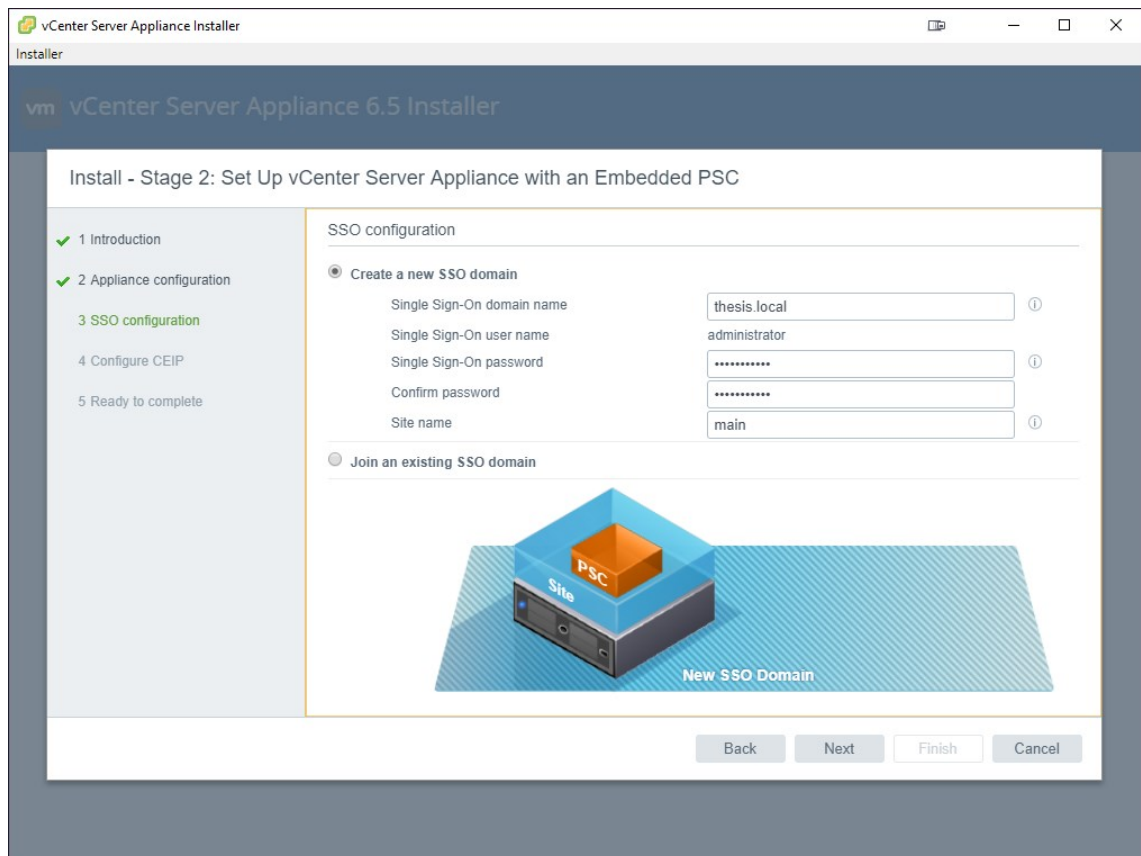 vCenter Server Appliance Installer
Installer
vm vCenter Server Appliance 6.5 Installer
Install - Stage 2: Set Up vCenter Server Appliance with an Embedded PSC
1 Introduction
2 Appliance configuration
3 SSO configuration
4 Configure CEIP
5 Ready to complete
SSO configuration
Create a new SSO domain
Single Sign-On domain name thesis.local
Single Sign-On user name administrator
Single Sign-On password •••••••••••
Confirm password •••••••••••
Site name main
Join an existing SSO domain
PSC
Site
New SSO Domain
Back Next Finish Cancel